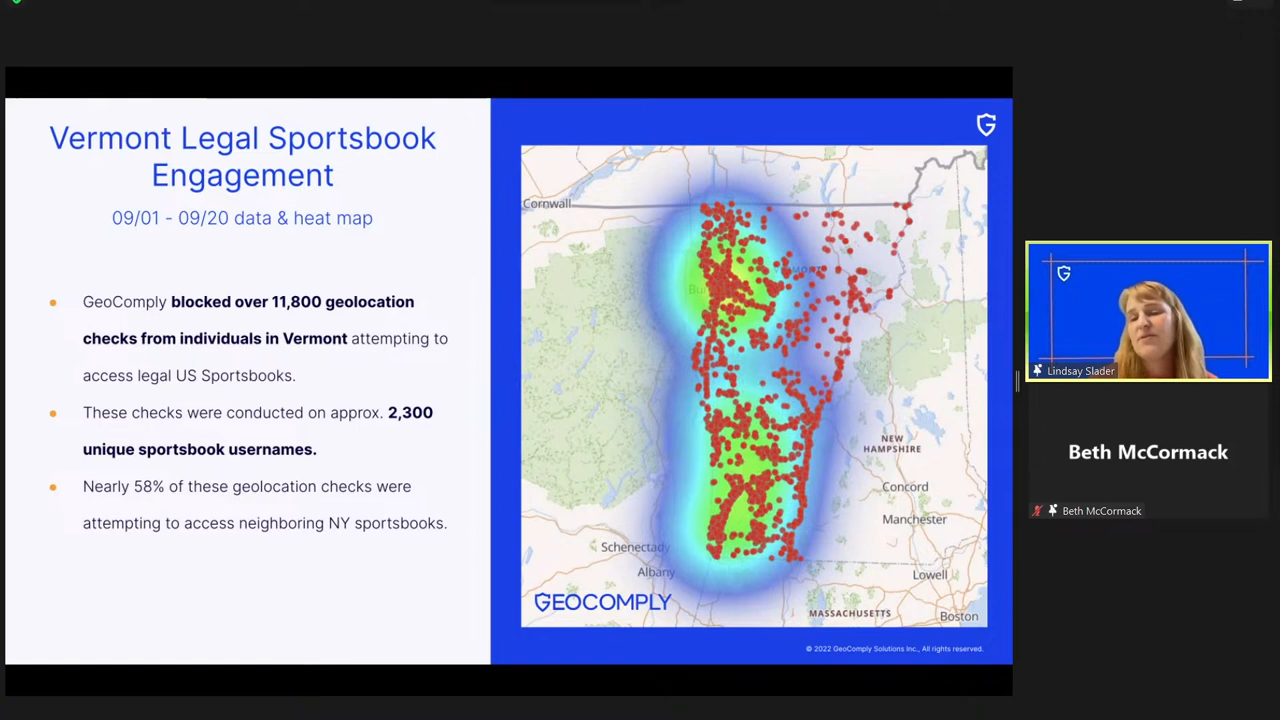 Vermont Legal Sportsbook
Engagement
09/01 - 09/20 data & heat map
GeoComply blocked over 11,800 geolocation
checks from individuals in Vermont attempting to
access legal US Sportsbooks.
These checks were conducted on approx. 2,300
unique sportsbook usernames.
Nearly 58% of these geolocation checks were
attempting to access neighboring NY sportsbooks.
Cornwall
VERMONT
NEW
HAMPSHIRE
Concord
Manchester
Schenectady
Albany
Lowell
MASSACHUSETTS
Boston
GEOCOMPLY
© 2022 GeoComply Solutions Inc., All rights reserved.
Lindsay Slader
Beth McCormack
Beth McCormack